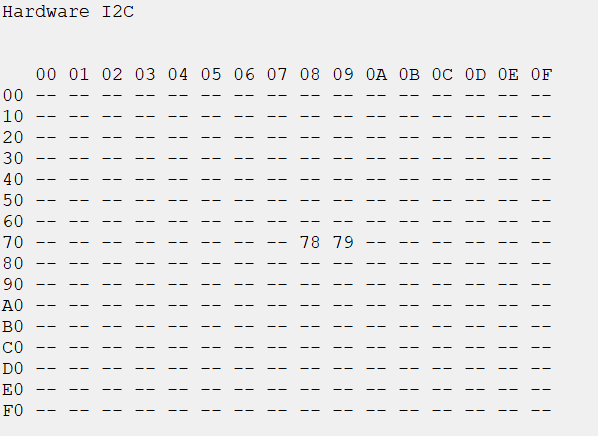 Hardware I2C
00 01 02 03 04 05 06 07 08 09 0A 0B 0C 0D 0E 0F
00 -- -- -- -- -- -- -- -- -- -- -- -- -- -- -- --
10 -- -- -- -- -- -- -- -- -- -- -- -- -- -- -- --
20 -- -- -- -- -- -- -- -- -- -- -- -- -- -- -- --
30 -- -- -- -- -- -- -- -- -- -- -- -- -- -- -- --
40 -- -- -- -- -- -- -- -- -- -- -- -- -- -- -- --
50 -- -- -- -- -- -- -- -- -- -- -- -- -- -- -- --
60 -- -- -- -- -- -- -- -- -- -- -- -- -- -- -- --
70 -- -- -- -- -- -- -- -- 78 79 -- -- -- -- -- --
80 -- -- -- -- -- -- -- -- -- -- -- -- -- -- -- --
90 -- -- -- -- -- -- -- -- -- -- -- -- -- -- -- --
A0 -- -- -- -- -- -- -- -- -- -- -- -- -- -- -- --
B0 -- -- -- -- -- -- -- -- -- -- -- -- -- -- -- --
C0 -- -- -- -- -- -- -- -- -- -- -- -- -- -- -- --
D0 -- -- -- -- -- -- -- -- -- -- -- -- -- -- -- --
E0 -- -- -- -- -- -- -- -- -- -- -- -- -- -- -- --
F0 -- -- -- -- -- -- -- -- -- -- -- -- -- -- -- --